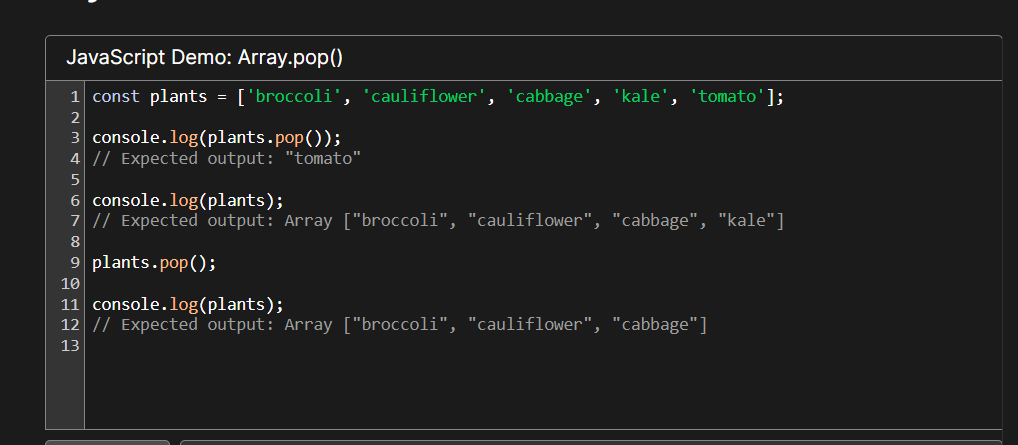 JavaScript Demo: Array.pop()
1 const plants = ['broccoli', 'cauliflower', 'cabbage', 'kale', 'tomato'];
2
3 console.log(plants.pop());
4 // Expected output: "tomato"
5
6 console.log(plants);
7 // Expected output: Array ["broccoli", "cauliflower", "cabbage", "kale"]
8
9 plants.pop();
10
11 console.log(plants);
12 // Expected output: Array ["broccoli", "cauliflower", "cabbage"]
13